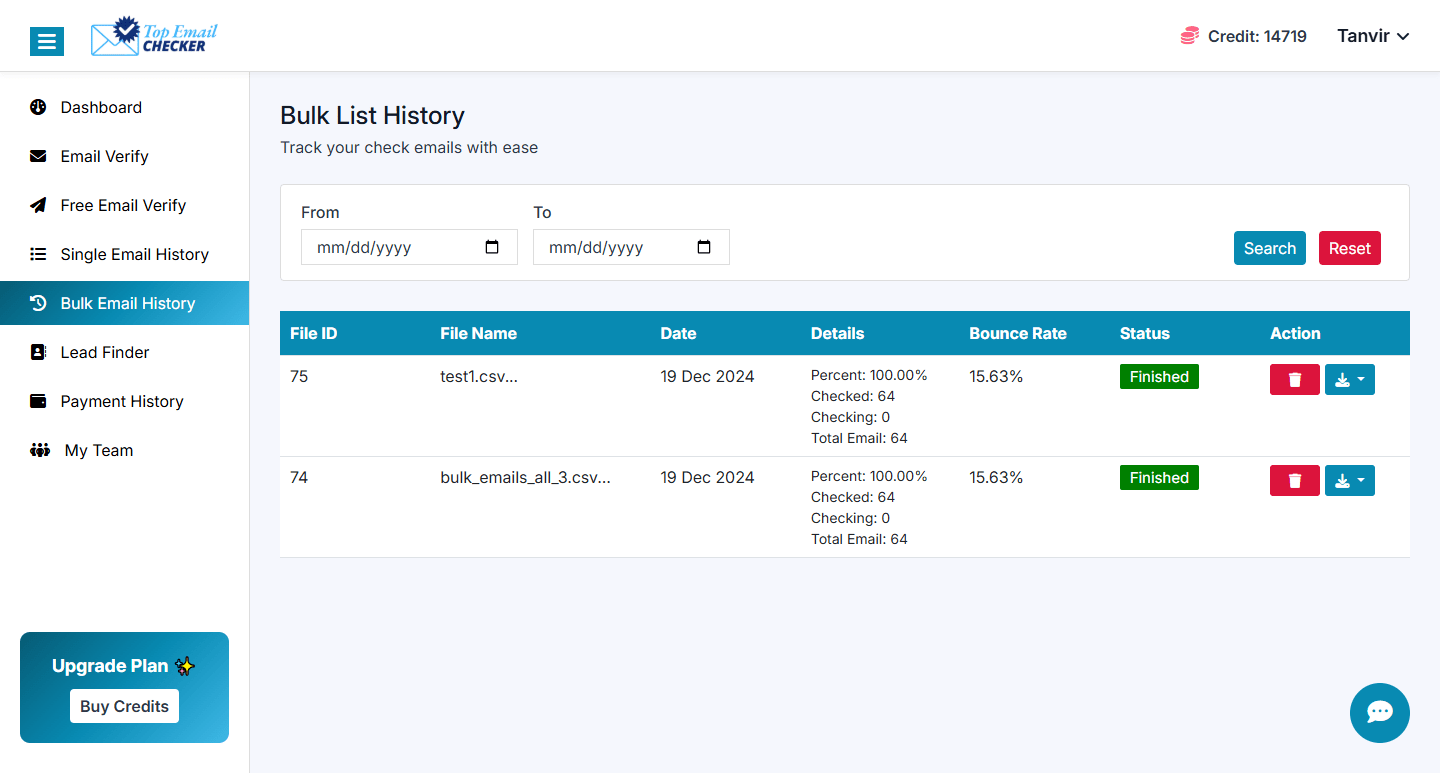 Top Email
CHECKER
Credit: 14719
Tanvir
Dashboard
Email Verify
Free Email Verify
Single Email History
Bulk Email History
Lead Finder
Payment History
My Team
Upgrade Plan
Buy Credits
Bulk List History
Track your check emails with ease
From To
mm/dd/yyyy mm/dd/yyyy
Search Reset
File ID File Name Date Details Bounce Rate Status Action
75 test1.csv... 19 Dec 2024 Percent: 100.00% 15.63% Finished
Checked: 64
Checking: 0
Total Email: 64
74 bulk_emails_all_3.csv... 19 Dec 2024 Percent: 100.00% 15.63% Finished
Checked: 64
Checking: 0
Total Email: 64